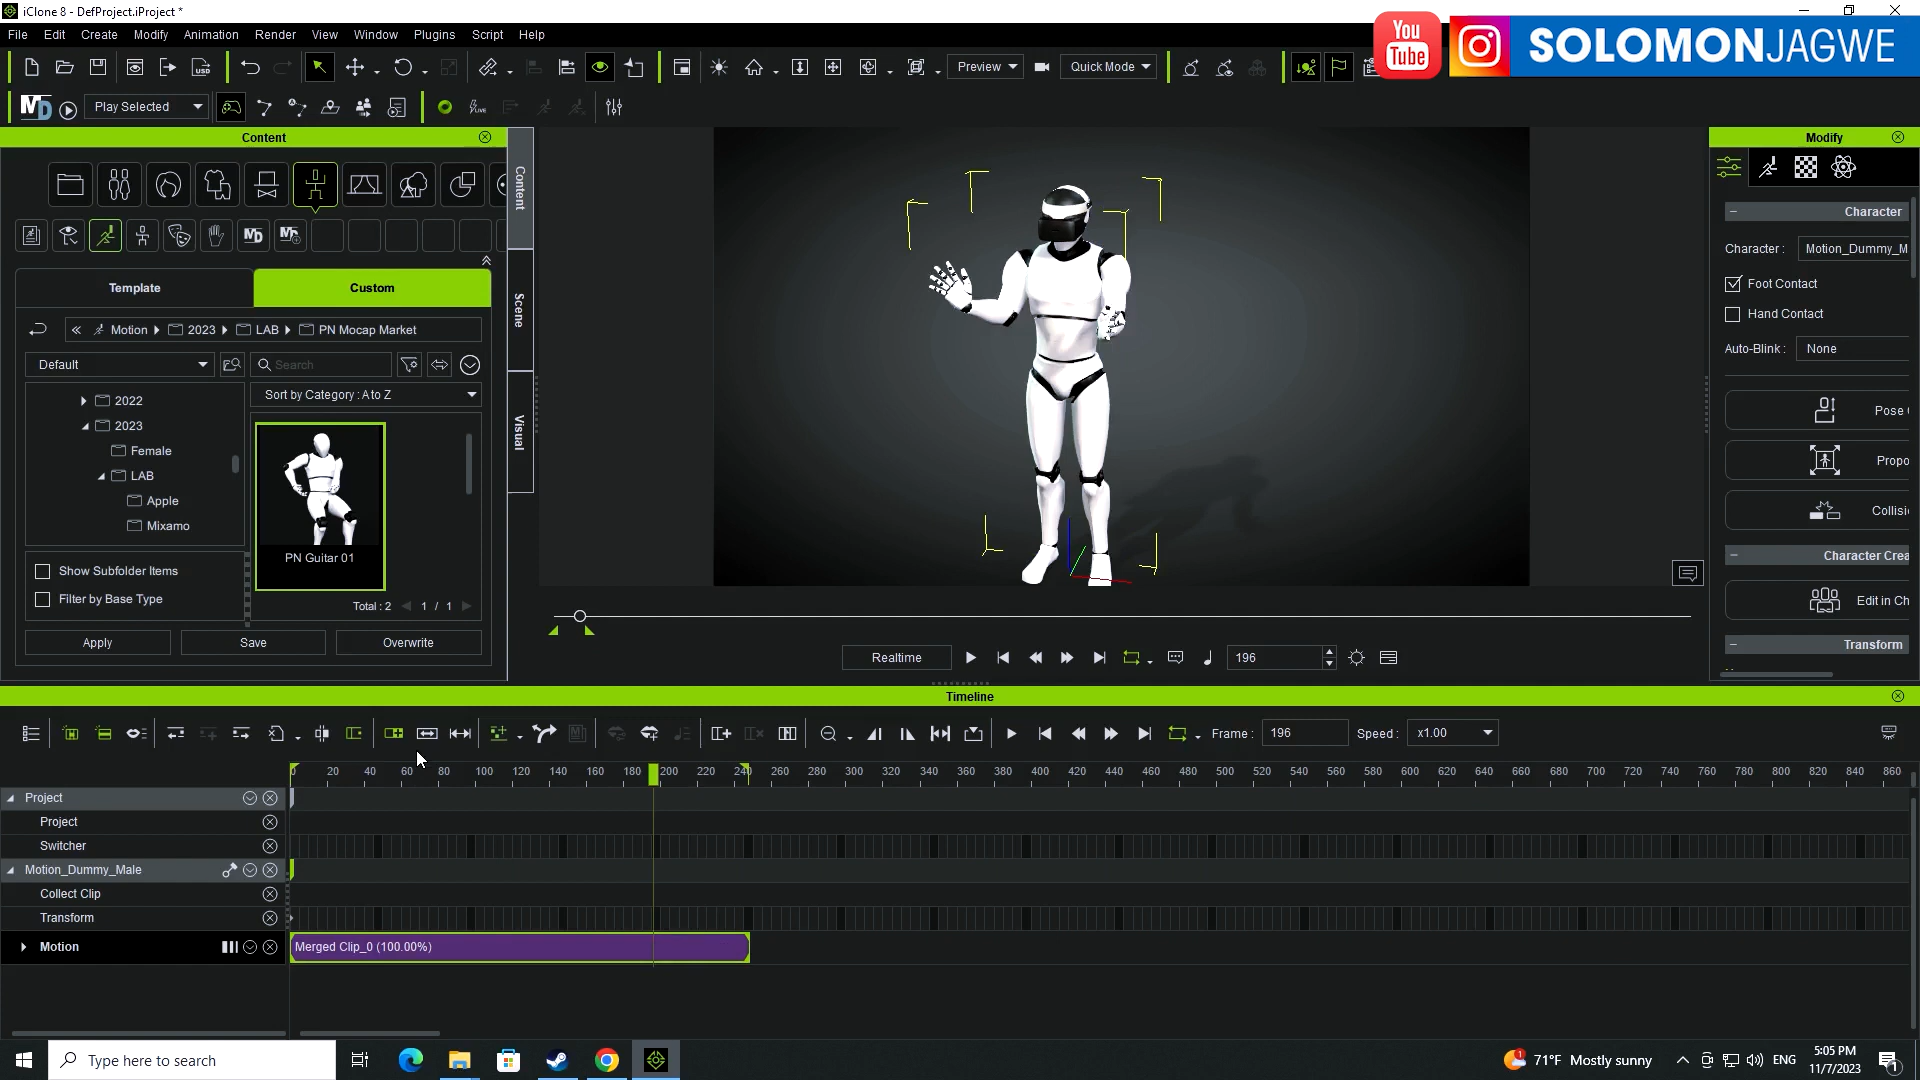 iClone 8 - DefProject.iProject *
File Edit Create Modify Animation Render View Window Plugins Script Help
You Tube
SOLOMONJAGWE
Preview
Quick Mode
MD
Play Selected
LIVE
Content
Modify
Content
Scene
Visual
MD
Template
Custom
Motion 2023 LAB PN Mocap Market
Default
Search
Sort by Category : A to Z
2022
2023
Female
LAB
Apple
Mixamo
PN Guitar 01
Show Subfolder Items
Filter by Base Type
Total : 2 1 / 1
Apply
Save
Overwrite
Character
Character : Motion_Dummy_M
Foot Contact
Hand Contact
Auto-Blink : None
Pose
Propo
Collisi
Character Crea
Edit in Ch
Transform
Realtime
196
Timeline
Frame : 196
Speed : x1.00
0 20 40 60 80 100 120 140 160 180 200 220 240 260 280 300 320 340 360 380 400 420 440 460 480 500 520 540 560 580 600 620 640 660 680 700 720 740 760 780 800 820 840 860
Project
Project
Switcher
Motion_Dummy_Male
Collect Clip
Transform
Motion
Merged Clip_0 (100.00%)
Type here to search
1
71°F Mostly sunny
ENG
5:05 PM
11/7/2023
1